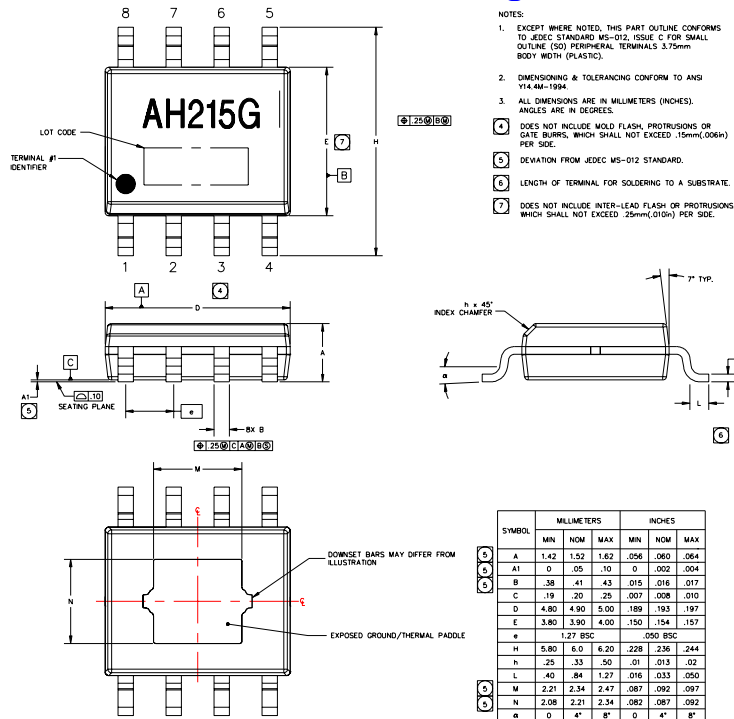 NOTES:
1. EXCEPT WHERE NOTED, THIS PART OUTLINE CONFORMS
TO JEDEC STANDARD MS-012, ISSUE C FOR SMALL
OUTLINE (SO) PERIPHERAL TERMINALS 3.75mm
BODY WIDTH (PLASTIC).
2. DIMENSIONING & TOLERANCING CONFORM TO ANSI
Y14.4M-1994.
3. ALL DIMENSIONS ARE IN MILLIMETERS (INCHES).
ANGLES ARE IN DEGREES.
4 DOES NOT INCLUDE MOLD FLASH, PROTRUSIONS OR
GATE BURRS, WHICH SHALL NOT EXCEED .15mm(.006in)
PER SIDE.
5 DEVIATION FROM JEDEC MS-012 STANDARD.
6 LENGTH OF TERMINAL FOR SOLDERING TO A SUBSTRATE.
7 DOES NOT INCLUDE INTER-LEAD FLASH OR PROTRUSIONS
WHICH SHALL NOT EXCEED .25mm(.010in) PER SIDE.
8 7 6 5
AH215G
LOT CODE
TERMINAL #1
IDENTIFIER
E 7
B
H
⌖ .25Ⓜ BⓂ
1 2 3 4
A
D
4
C
A
A1
5
⌓ .10
SEATING PLANE
e
8X B
⌖ .25Ⓜ C AⓂ BⓈ
7° TYP.
h x 45°
INDEX CHAMFER
α
L
6
M
N
DOWNSET BARS MAY DIFFER FROM
ILLUSTRATION
EXPOSED GROUND/THERMAL PADDLE
SYMBOL MILLIMETERS INCHES
MIN NOM MAX MIN NOM MAX
5 A 1.42 1.52 1.62 .056 .060 .064
5 A1 0 .05 .10 0 .002 .004
5 B .38 .41 .43 .015 .016 .017
C .19 .20 .25 .007 .008 .010
D 4.80 4.90 5.00 .189 .193 .197
E 3.80 3.90 4.00 .150 .154 .157
e 1.27 BSC .050 BSC
H 5.80 6.0 6.20 .228 .236 .244
h .25 .33 .50 .01 .013 .02
L .40 .84 1.27 .016 .033 .050
5 M 2.21 2.34 2.47 .087 .092 .097
5 N 2.08 2.21 2.34 .082 .087 .092
α 0 4° 8° 0 4° 8°